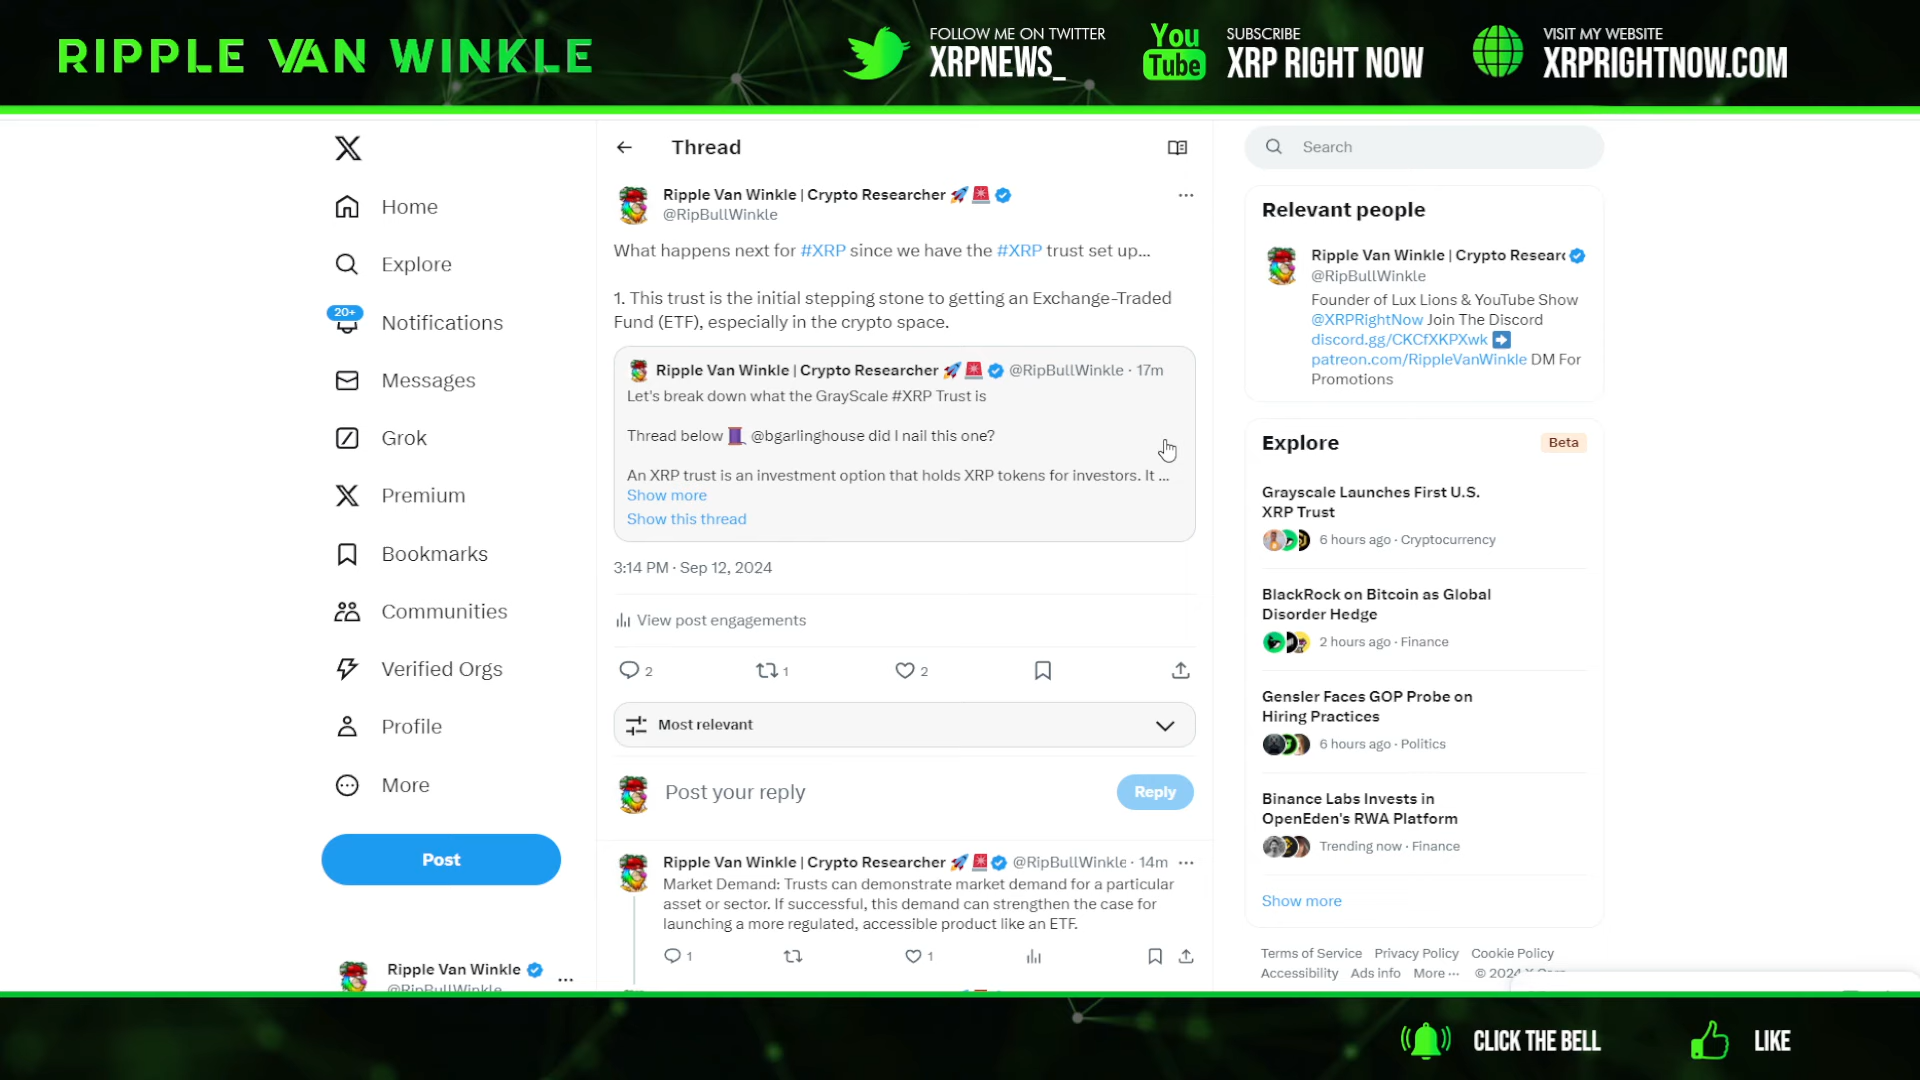 RIPPLE VAN WINKLE
FOLLOW ME ON TWITTER
XRPNEWS_
You
Tube
SUBSCRIBE
XRP RIGHT NOW
VISIT MY WEBSITE
XRPRIGHTNOW.COM
Home
Explore
20+
Notifications
Messages
Grok
Premium
Bookmarks
Communities
Verified Orgs
Profile
More
Post
Ripple Van Winkle
@RipBullWinkle
Thread
Ripple Van Winkle | Crypto Researcher
@RipBullWinkle
What happens next for #XRP since we have the #XRP trust set up...
1. This trust is the initial stepping stone to getting an Exchange-Traded
Fund (ETF), especially in the crypto space.
Ripple Van Winkle | Crypto Researcher @RipBullWinkle · 17m
Let's break down what the GrayScale #XRP Trust is
Thread below @bgarlinghouse did I nail this one?
An XRP trust is an investment option that holds XRP tokens for investors. It ...
Show more
Show this thread
3:14 PM · Sep 12, 2024
View post engagements
2
1
2
Most relevant
Post your reply
Reply
Ripple Van Winkle | Crypto Researcher @RipBullWinkle · 14m
Market Demand: Trusts can demonstrate market demand for a particular
asset or sector. If successful, this demand can strengthen the case for
launching a more regulated, accessible product like an ETF.
1
1
Search
Relevant people
Ripple Van Winkle | Crypto Researc
@RipBullWinkle
Founder of Lux Lions & YouTube Show
@XRPRightNow Join The Discord
discord.gg/CKCfXKPXwk
patreon.com/RippleVanWinkle DM For
Promotions
Explore
Beta
Grayscale Launches First U.S.
XRP Trust
6 hours ago · Cryptocurrency
BlackRock on Bitcoin as Global
Disorder Hedge
2 hours ago · Finance
Gensler Faces GOP Probe on
Hiring Practices
6 hours ago · Politics
Binance Labs Invests in
OpenEden's RWA Platform
Trending now · Finance
Show more
Terms of Service Privacy Policy Cookie Policy
Accessibility Ads info More ··· © 2024 X Corp.
CLICK THE BELL
LIKE